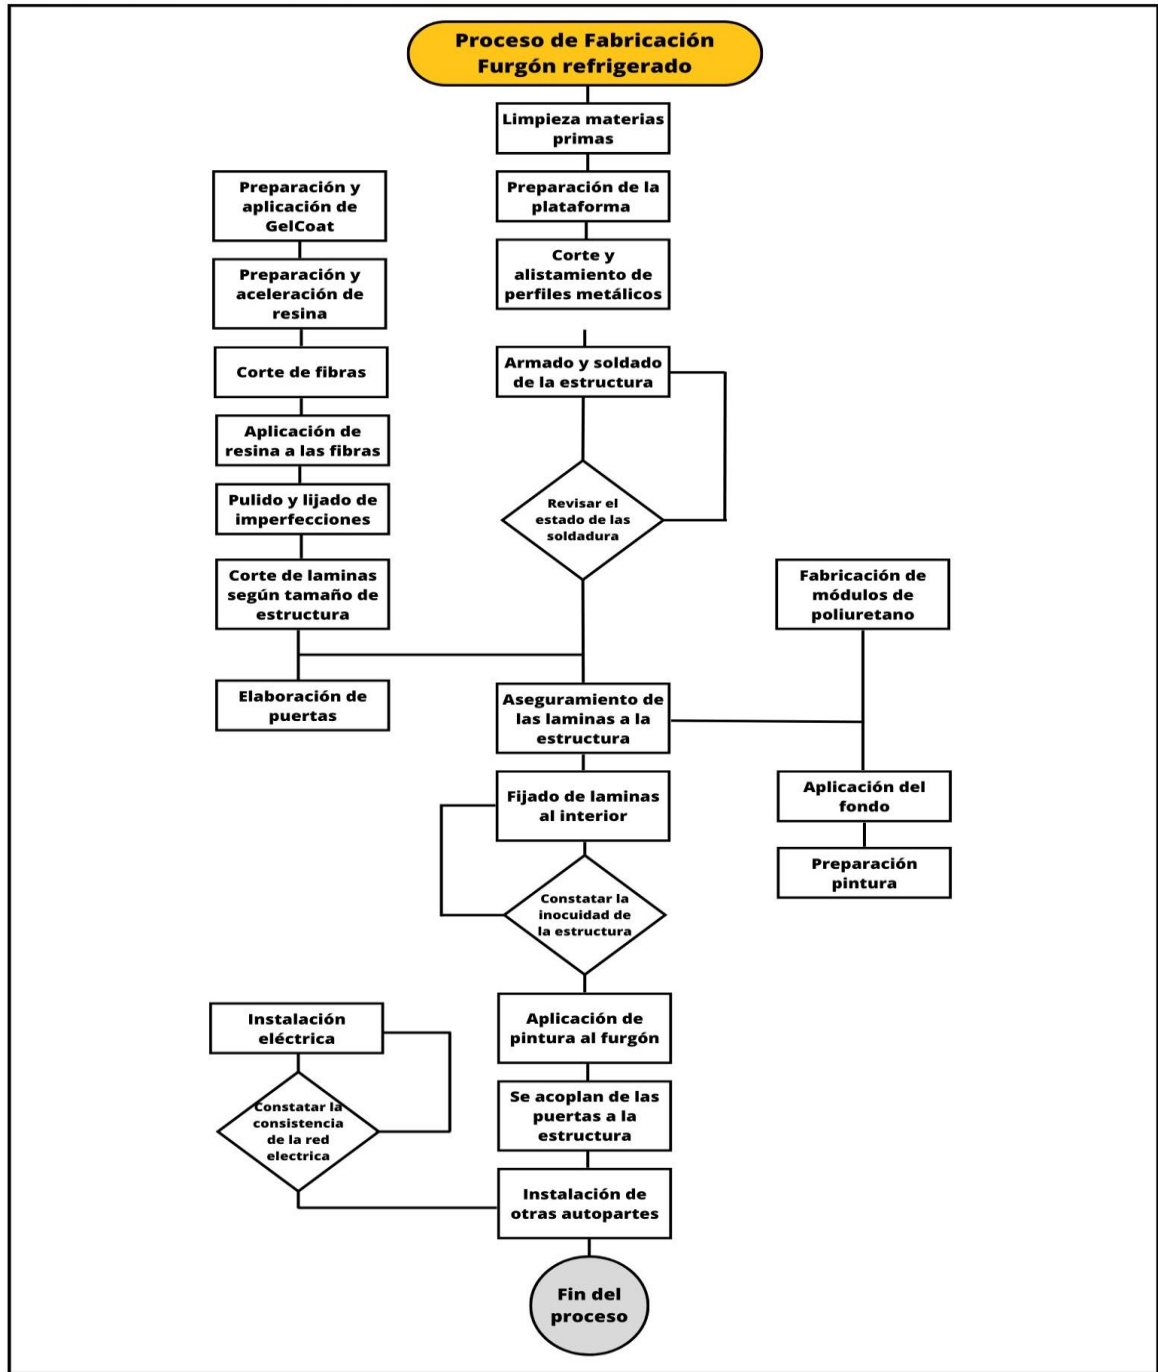 Proceso de Fabricación
Furgón refrigerado
Limpieza materias
primas
Preparación y
aplicación de
GelCoat
Preparación de la
plataforma
Preparación y
aceleración de
resina
Corte y
alistamiento de
perfiles metálicos
Corte de fibras
Armado y soldado
de la estructura
Aplicación de
resina a las fibras
Pulido y lijado de
imperfecciones
Revisar el
estado de las
soldadura
Corte de laminas
según tamaño de
estructura
Fabricación de
módulos de
poliuretano
Elaboración de
puertas
Aseguramiento de
las laminas a la
estructura
Fijado de laminas
al interior
Aplicación del
fondo
Preparación
pintura
Constatar la
inocuidad de
la estructura
Instalación
eléctrica
Aplicación de
pintura al furgón
Constatar la
consistencia
de la red
electrica
Se acoplan de las
puertas a la
estructura
Instalación de
otras autopartes
Fin del
proceso